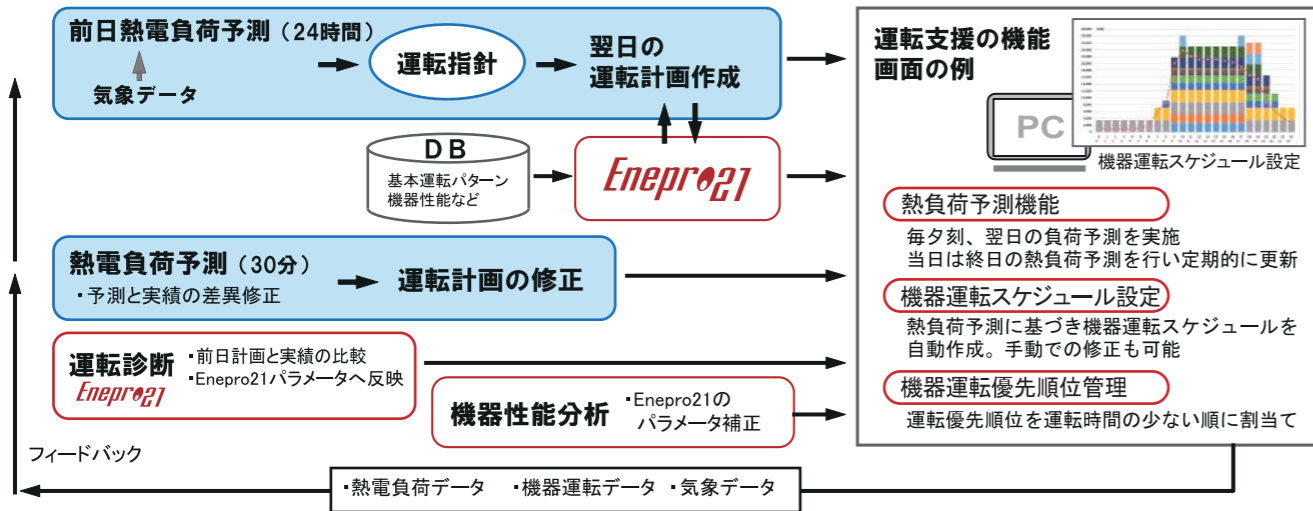 前日熱電負荷予測（24時間）
気象データ
運転指針
翌日の
運転計画作成
DB
基本運転パターン
機器性能など
Enepro21
熱電負荷予測（30分）
・予測と実績の差異修正
運転計画の修正
運転診断
Enepro21
・前日計画と実績の比較
・Enepro21パラメータへ反映
機器性能分析
・Enepro21の
パラメータ補正
フィードバック
・熱電負荷データ ・機器運転データ ・気象データ
運転支援の機能
画面の例
PC
機器運転スケジュール設定
熱負荷予測機能
毎夕刻、翌日の負荷予測を実施
当日は終日の熱負荷予測を行い定期的に更新
機器運転スケジュール設定
熱負荷予測に基づき機器運転スケジュールを
自動作成。手動での修正も可能
機器運転優先順位管理
運転優先順位を運転時間の少ない順に割当て